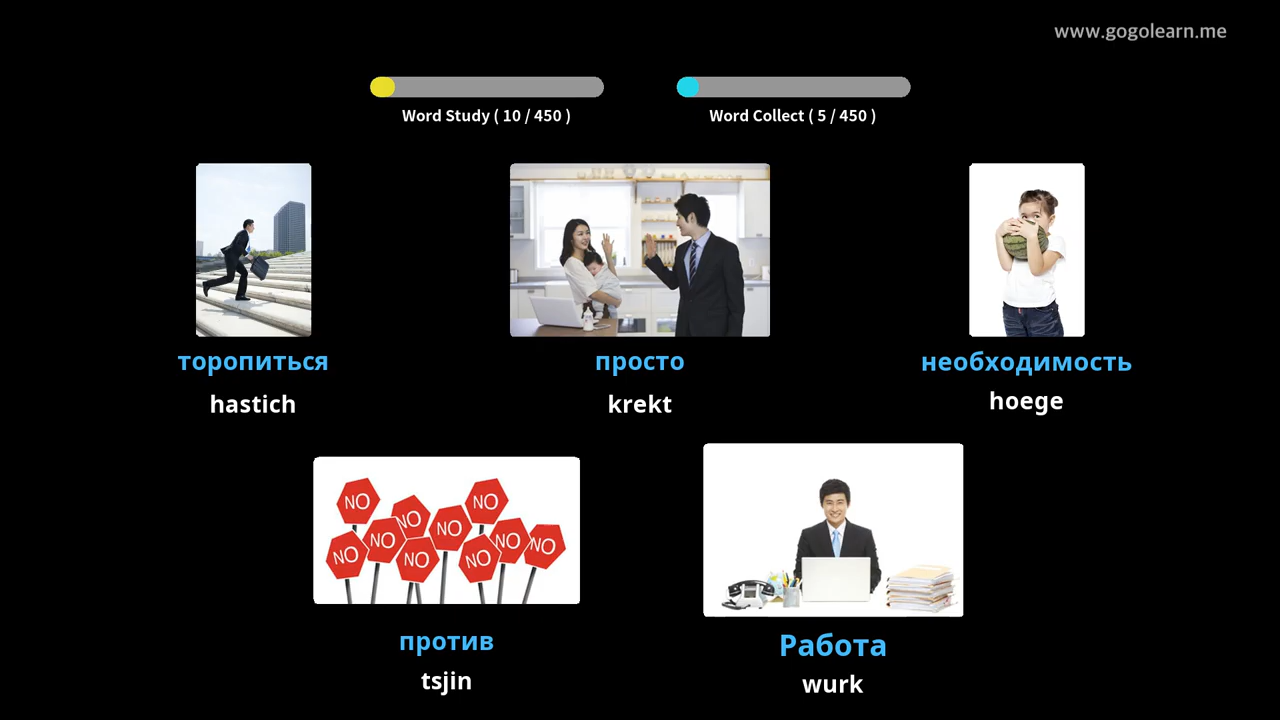 www.gogolearn.me
Word Study ( 10 / 450 )
Word Collect ( 5 / 450 )
торопиться
просто
необходимость
hastich
krekt
hoege
NO
NO
NO
NO
NO
NO
NO
NO
NO
NO
против
Работа
tsjin
wurk